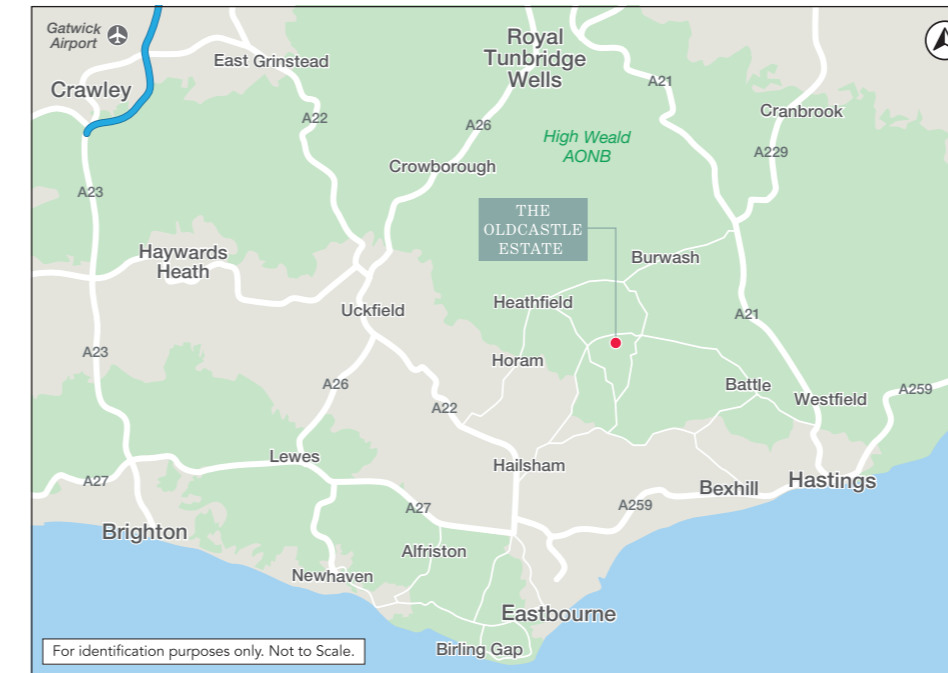 Gatwick
Airport
Crawley
East Grinstead
Royal
Tunbridge
Wells
A21
Cranbrook
A22
A26
High Weald
AONB
A229
Crowborough
A23
THE
OLDCASTLE
ESTATE
Haywards
Heath
Burwash
Uckfield
Heathfield
A21
A23
Horam
A26
Battle
Westfield
A259
A22
Lewes
Hailsham
A27
Bexhill
Hastings
A27
A259
Brighton
Alfriston
Newhaven
Eastbourne
Birling Gap
For identification purposes only. Not to Scale.